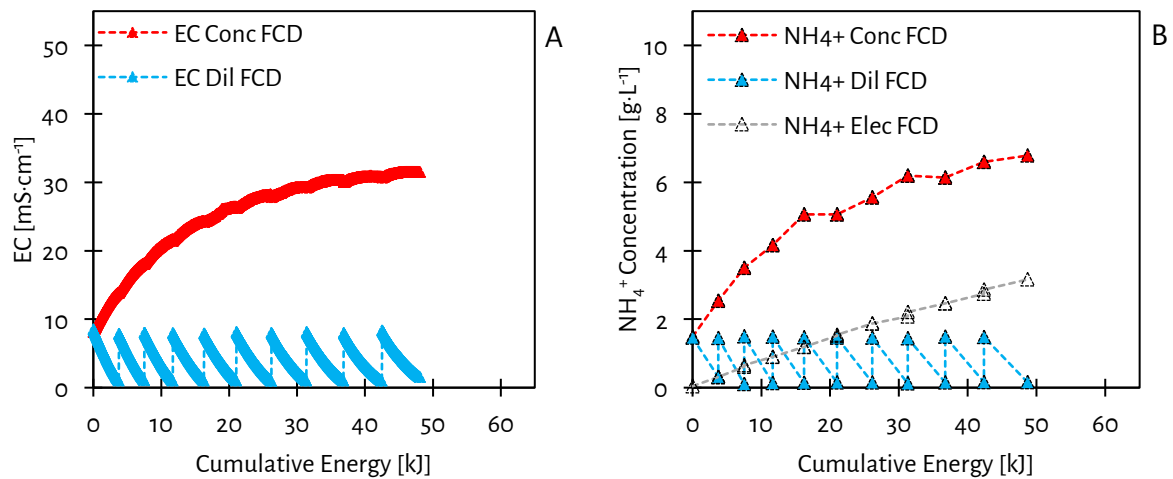 A
EC Conc FCD
EC Dil FCD
EC [mS·cm⁻¹]
50
40
30
20
10
0
0 10 20 30 40 50 60
Cumulative Energy [kJ]
B
NH4+ Conc FCD
NH4+ Dil FCD
NH4+ Elec FCD
NH₄⁺ Concentration [g·L⁻¹]
10
8
6
4
2
0
0 10 20 30 40 50 60
Cumulative Energy [kJ]